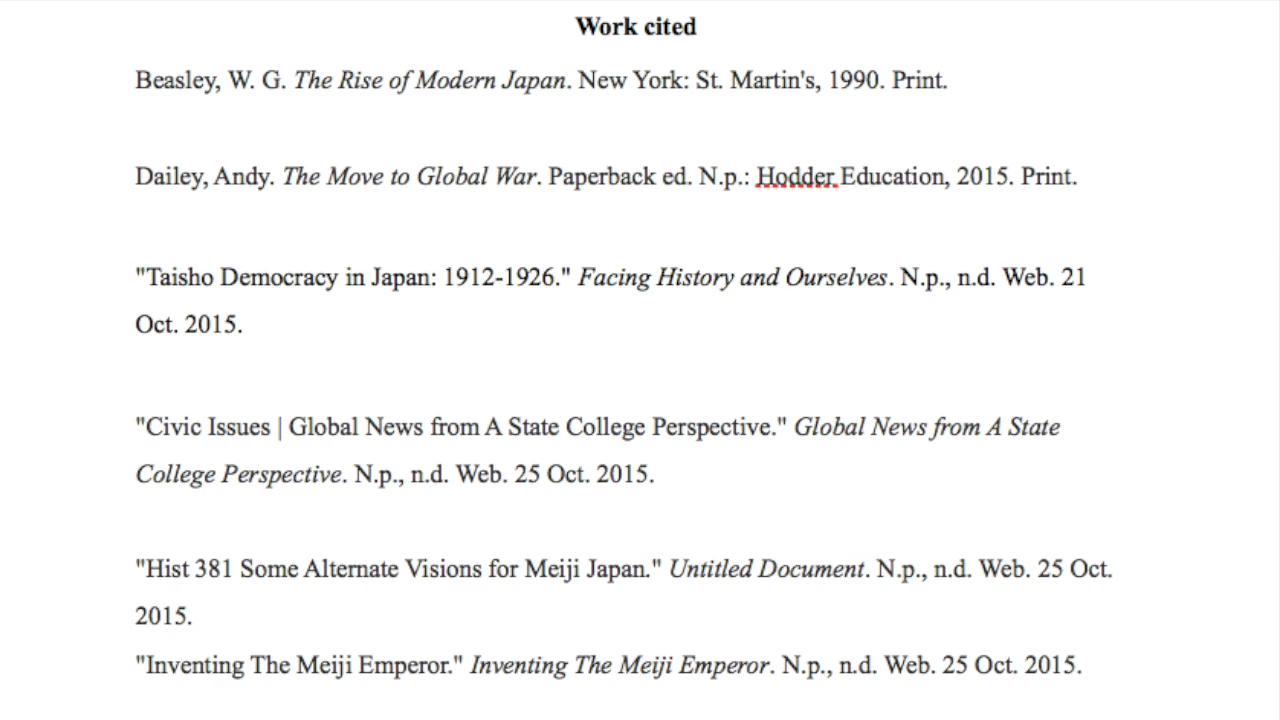 Work cited
Beasley, W. G. The Rise of Modern Japan. New York: St. Martin's, 1990. Print.
Dailey, Andy. The Move to Global War. Paperback ed. N.p.: Hodder Education, 2015. Print.
"Taisho Democracy in Japan: 1912-1926." Facing History and Ourselves. N.p., n.d. Web. 21
Oct. 2015.
"Civic Issues | Global News from A State College Perspective." Global News from A State
College Perspective. N.p., n.d. Web. 25 Oct. 2015.
"Hist 381 Some Alternate Visions for Meiji Japan." Untitled Document. N.p., n.d. Web. 25 Oct.
2015.
"Inventing The Meiji Emperor." Inventing The Meiji Emperor. N.p., n.d. Web. 25 Oct. 2015.